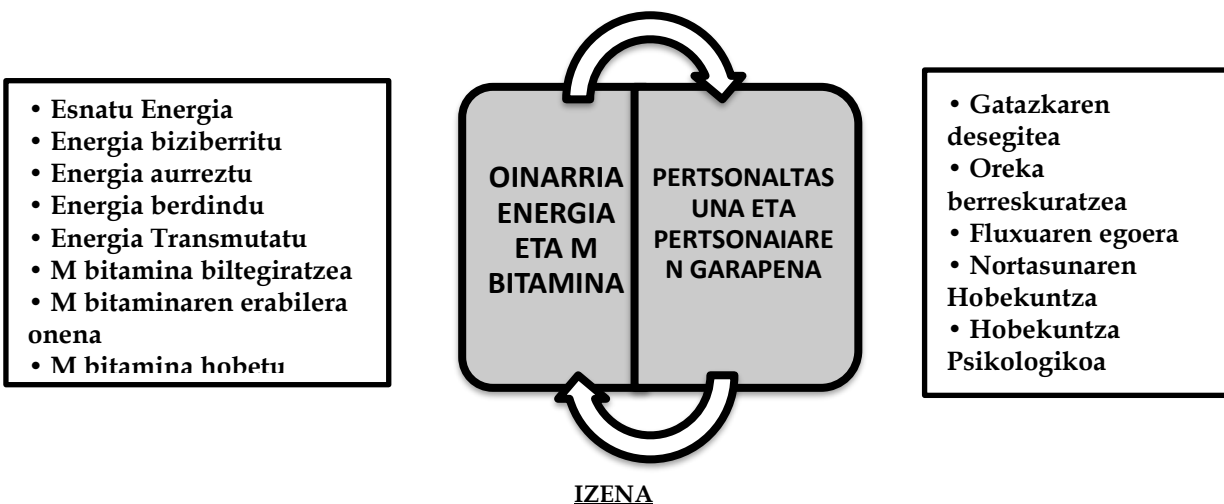 • Esnatu Energia
• Energia biziberritu
• Energia aurreztu
• Energia berdindu
• Energia Transmutatu
• M bitamina biltegiratzea
• M bitaminaren erabilera
onena
• M bitamina hobetu
OINARRIA
ENERGIA
ETA M
BITAMINA
PERTSONALTAS
UNA ETA
PERTSONAIARE
N GARAPENA
• Gatazkaren
desegitea
• Oreka
berreskuratzea
• Fluxuaren egoera
• Nortasunaren
Hobekuntza
• Hobekuntza
Psikologikoa
IZENA